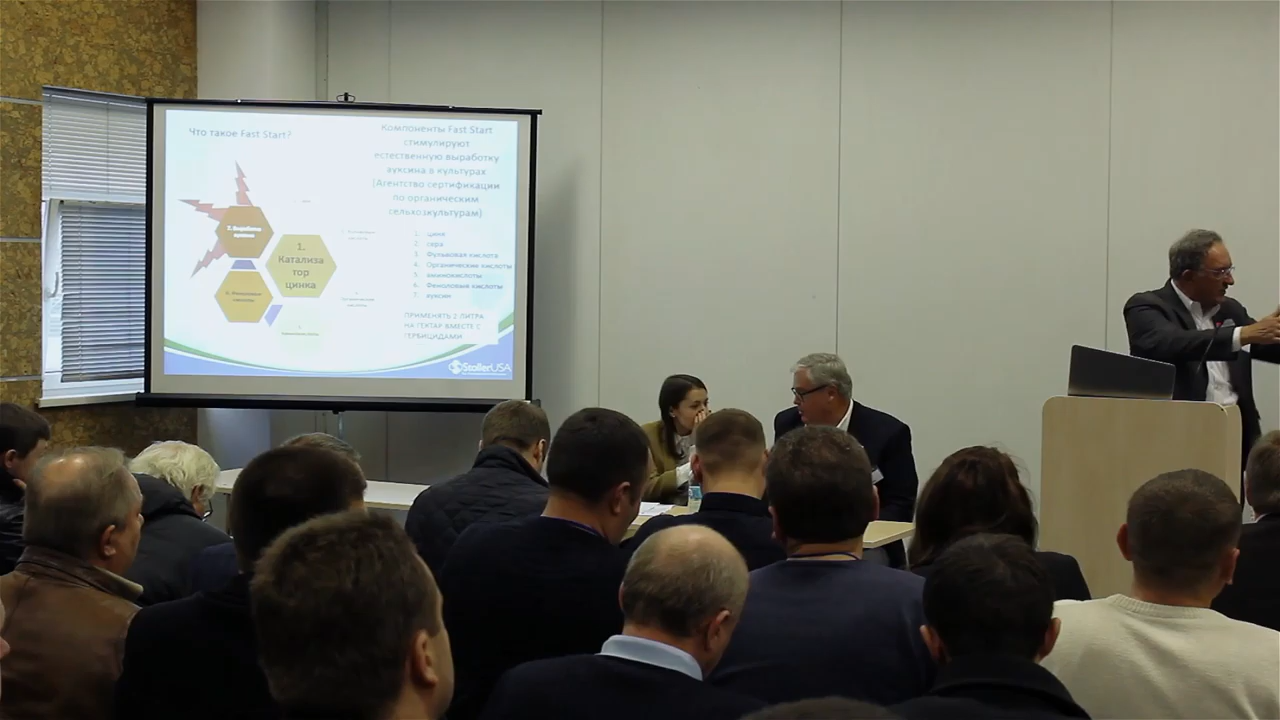 Что такое Fast Start?
Компоненты Fast Start
стимулируют
естественную выработку
ауксина в культурах
(Агентство сертификации
по органическим
сельхозкультурам)
1.
Катализа
тор
цинка
1. цинк
2. сера
3. Фульвовая кислота
4. Органические кислоты
5. аминокислоты
6. Феноловые кислоты
7. ауксин
ПРИМЕНЯТЬ 2 ЛИТРА
НА ГЕКТАР ВМЕСТЕ С
ГЕРБИЦИДАМИ
StollerUSA